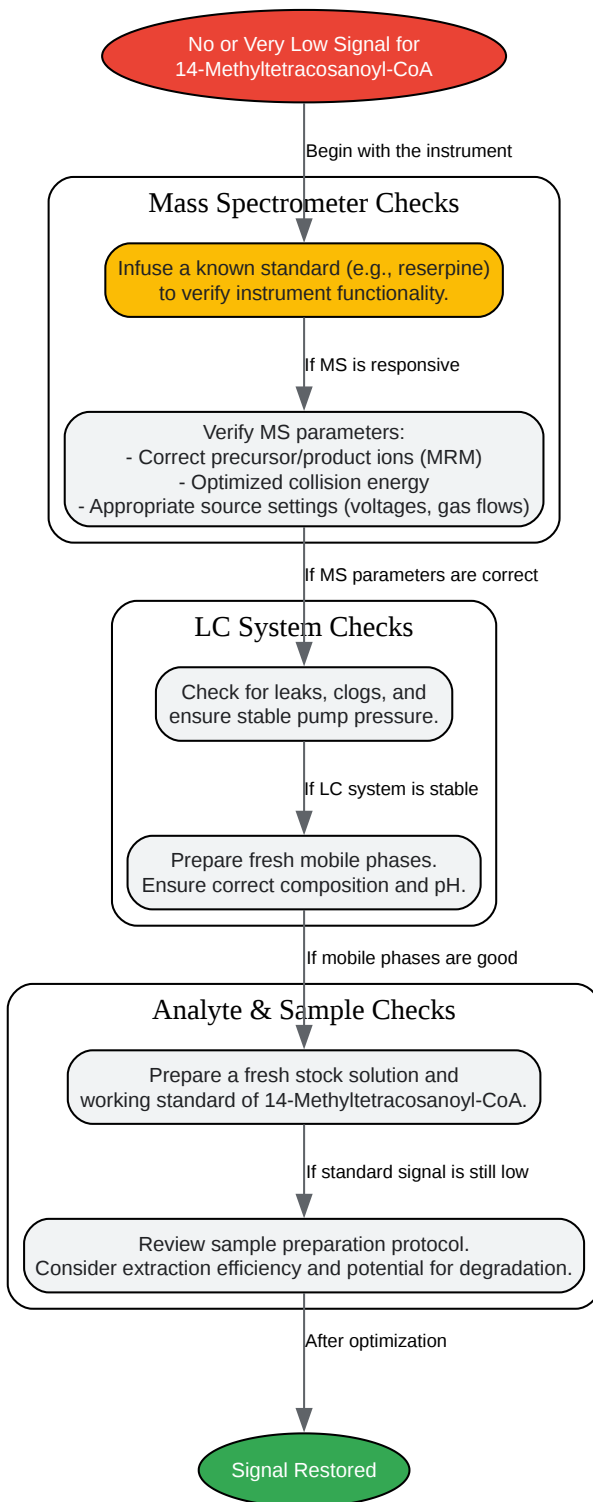 No or Very Low Signal for
14-Methyltetracosanoyl-CoA
Begin with the instrument
Mass Spectrometer Checks
Infuse a known standard (e.g., reserpine)
to verify instrument functionality.
If MS is responsive
Verify MS parameters:
- Correct precursor/product ions (MRM)
- Optimized collision energy
- Appropriate source settings (voltages, gas flows)
If MS parameters are correct
LC System Checks
Check for leaks, clogs, and
ensure stable pump pressure.
If LC system is stable
Prepare fresh mobile phases.
Ensure correct composition and pH.
If mobile phases are good
Analyte & Sample Checks
Prepare a fresh stock solution and
working standard of 14-Methyltetracosanoyl-CoA.
If standard signal is still low
Review sample preparation protocol.
Consider extraction efficiency and potential for degradation.
After optimization
Signal Restored